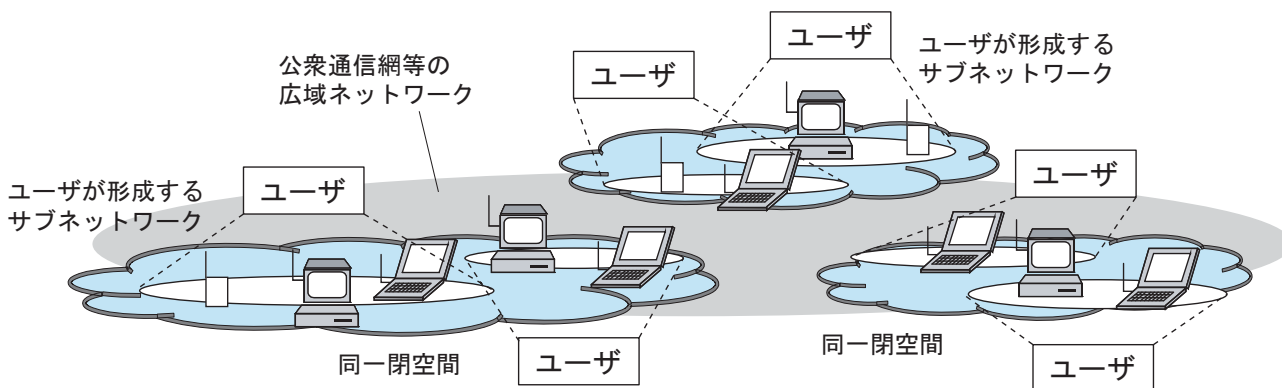 ユーザ
ユーザが形成する
サブネットワーク
ユーザ
公衆通信網等の
広域ネットワーク
ユーザ
ユーザ
ユーザが形成する
サブネットワーク
同一閉空間
ユーザ
同一閉空間
ユーザ